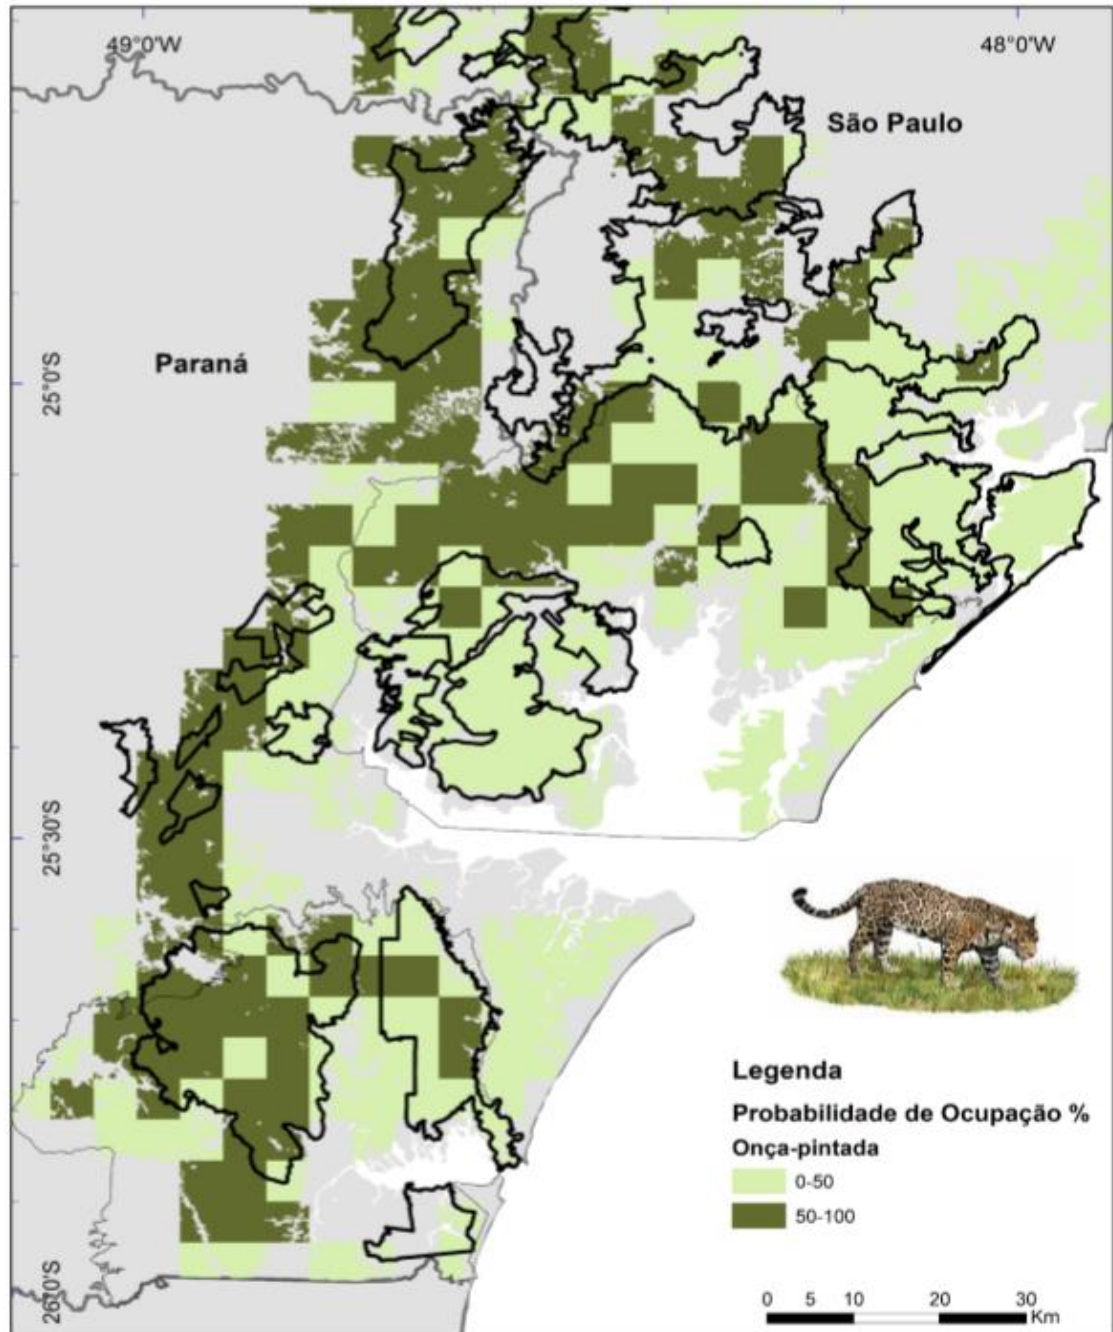 49°0'W
48°0'W
São Paulo
Paraná
25°0'S
25°30'S
26°0'S
Legenda
Probabilidade de Ocupação %
Onça-pintada
0-50
50-100
0 5 10 20 30
Km